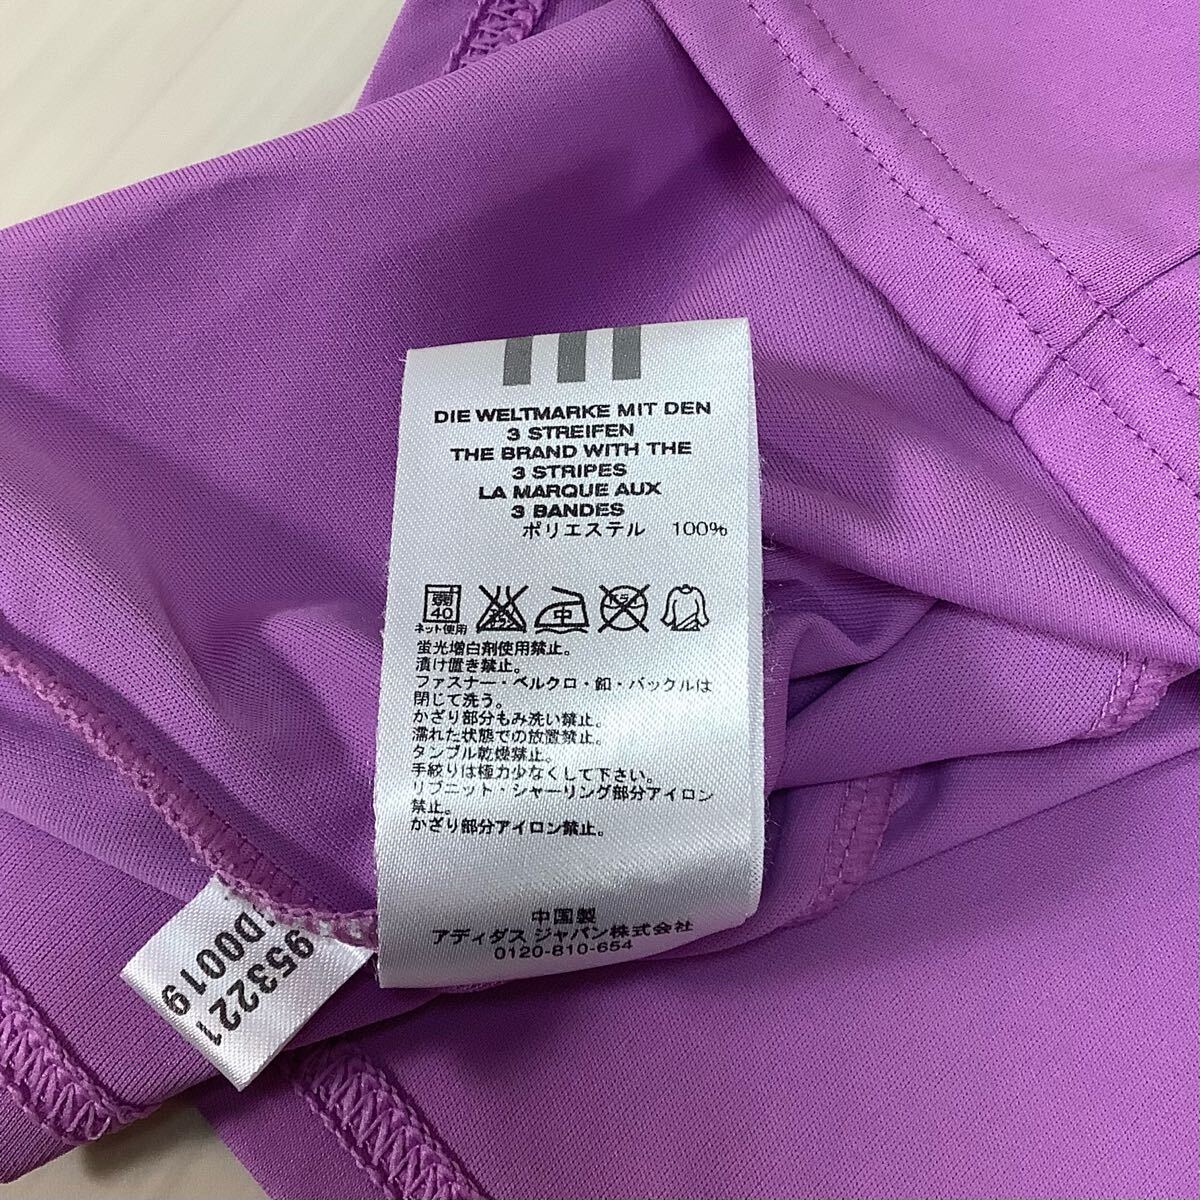 DIE WELTMARKE MIT DEN
3 STREIFEN
THE BRAND WITH THE
3 STRIPES
LA MARQUE AUX
3 BANDES
ポリエステル 100%
弱
40
中
ネット使用
蛍光増白剤使用禁止。
漬け置き禁止。
ファスナー・ベルクロ・釦・バックルは
閉じて洗う。
かざり部分もみ洗い禁止。
濡れた状態での放置禁止。
タンブル乾燥禁止。
手絞りは極力少なくして下さい。
リブニット・シャーリング部分アイロン
禁止。
かざり部分アイロン禁止。
中国製
アディダス ジャパン株式会社
0120-810-654
953221
D0019